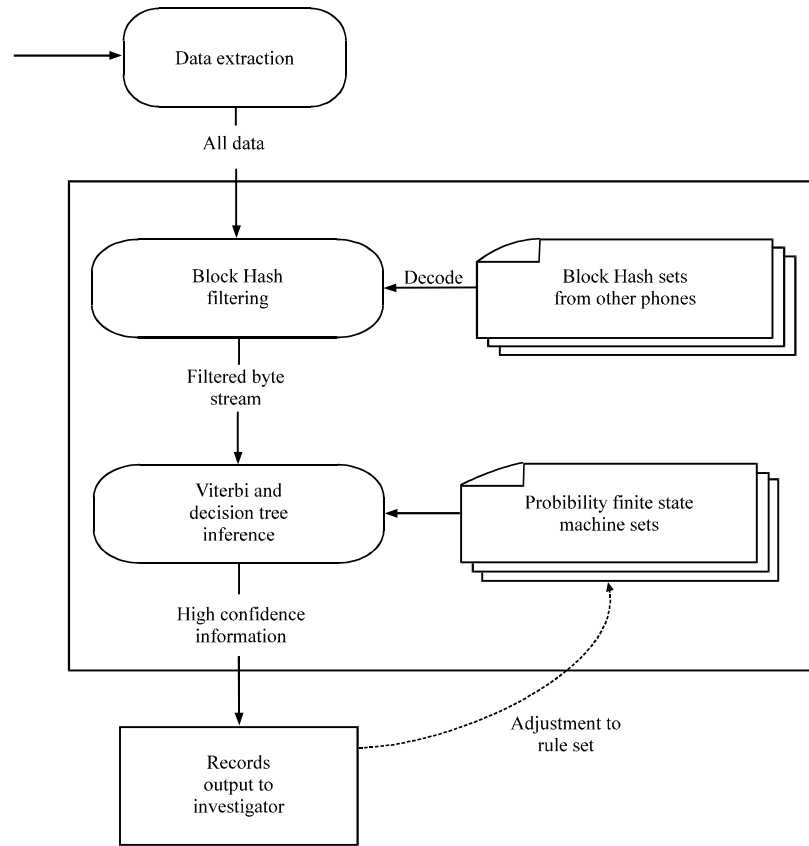 Data extraction
All data
Block Hash
filtering
Decode
Block Hash sets
from other phones
Filtered byte
stream
Viterbi and
decision tree
inference
Probibility finite state
machine sets
High confidence
information
Adjustment to
rule set
Records
output to
investigator